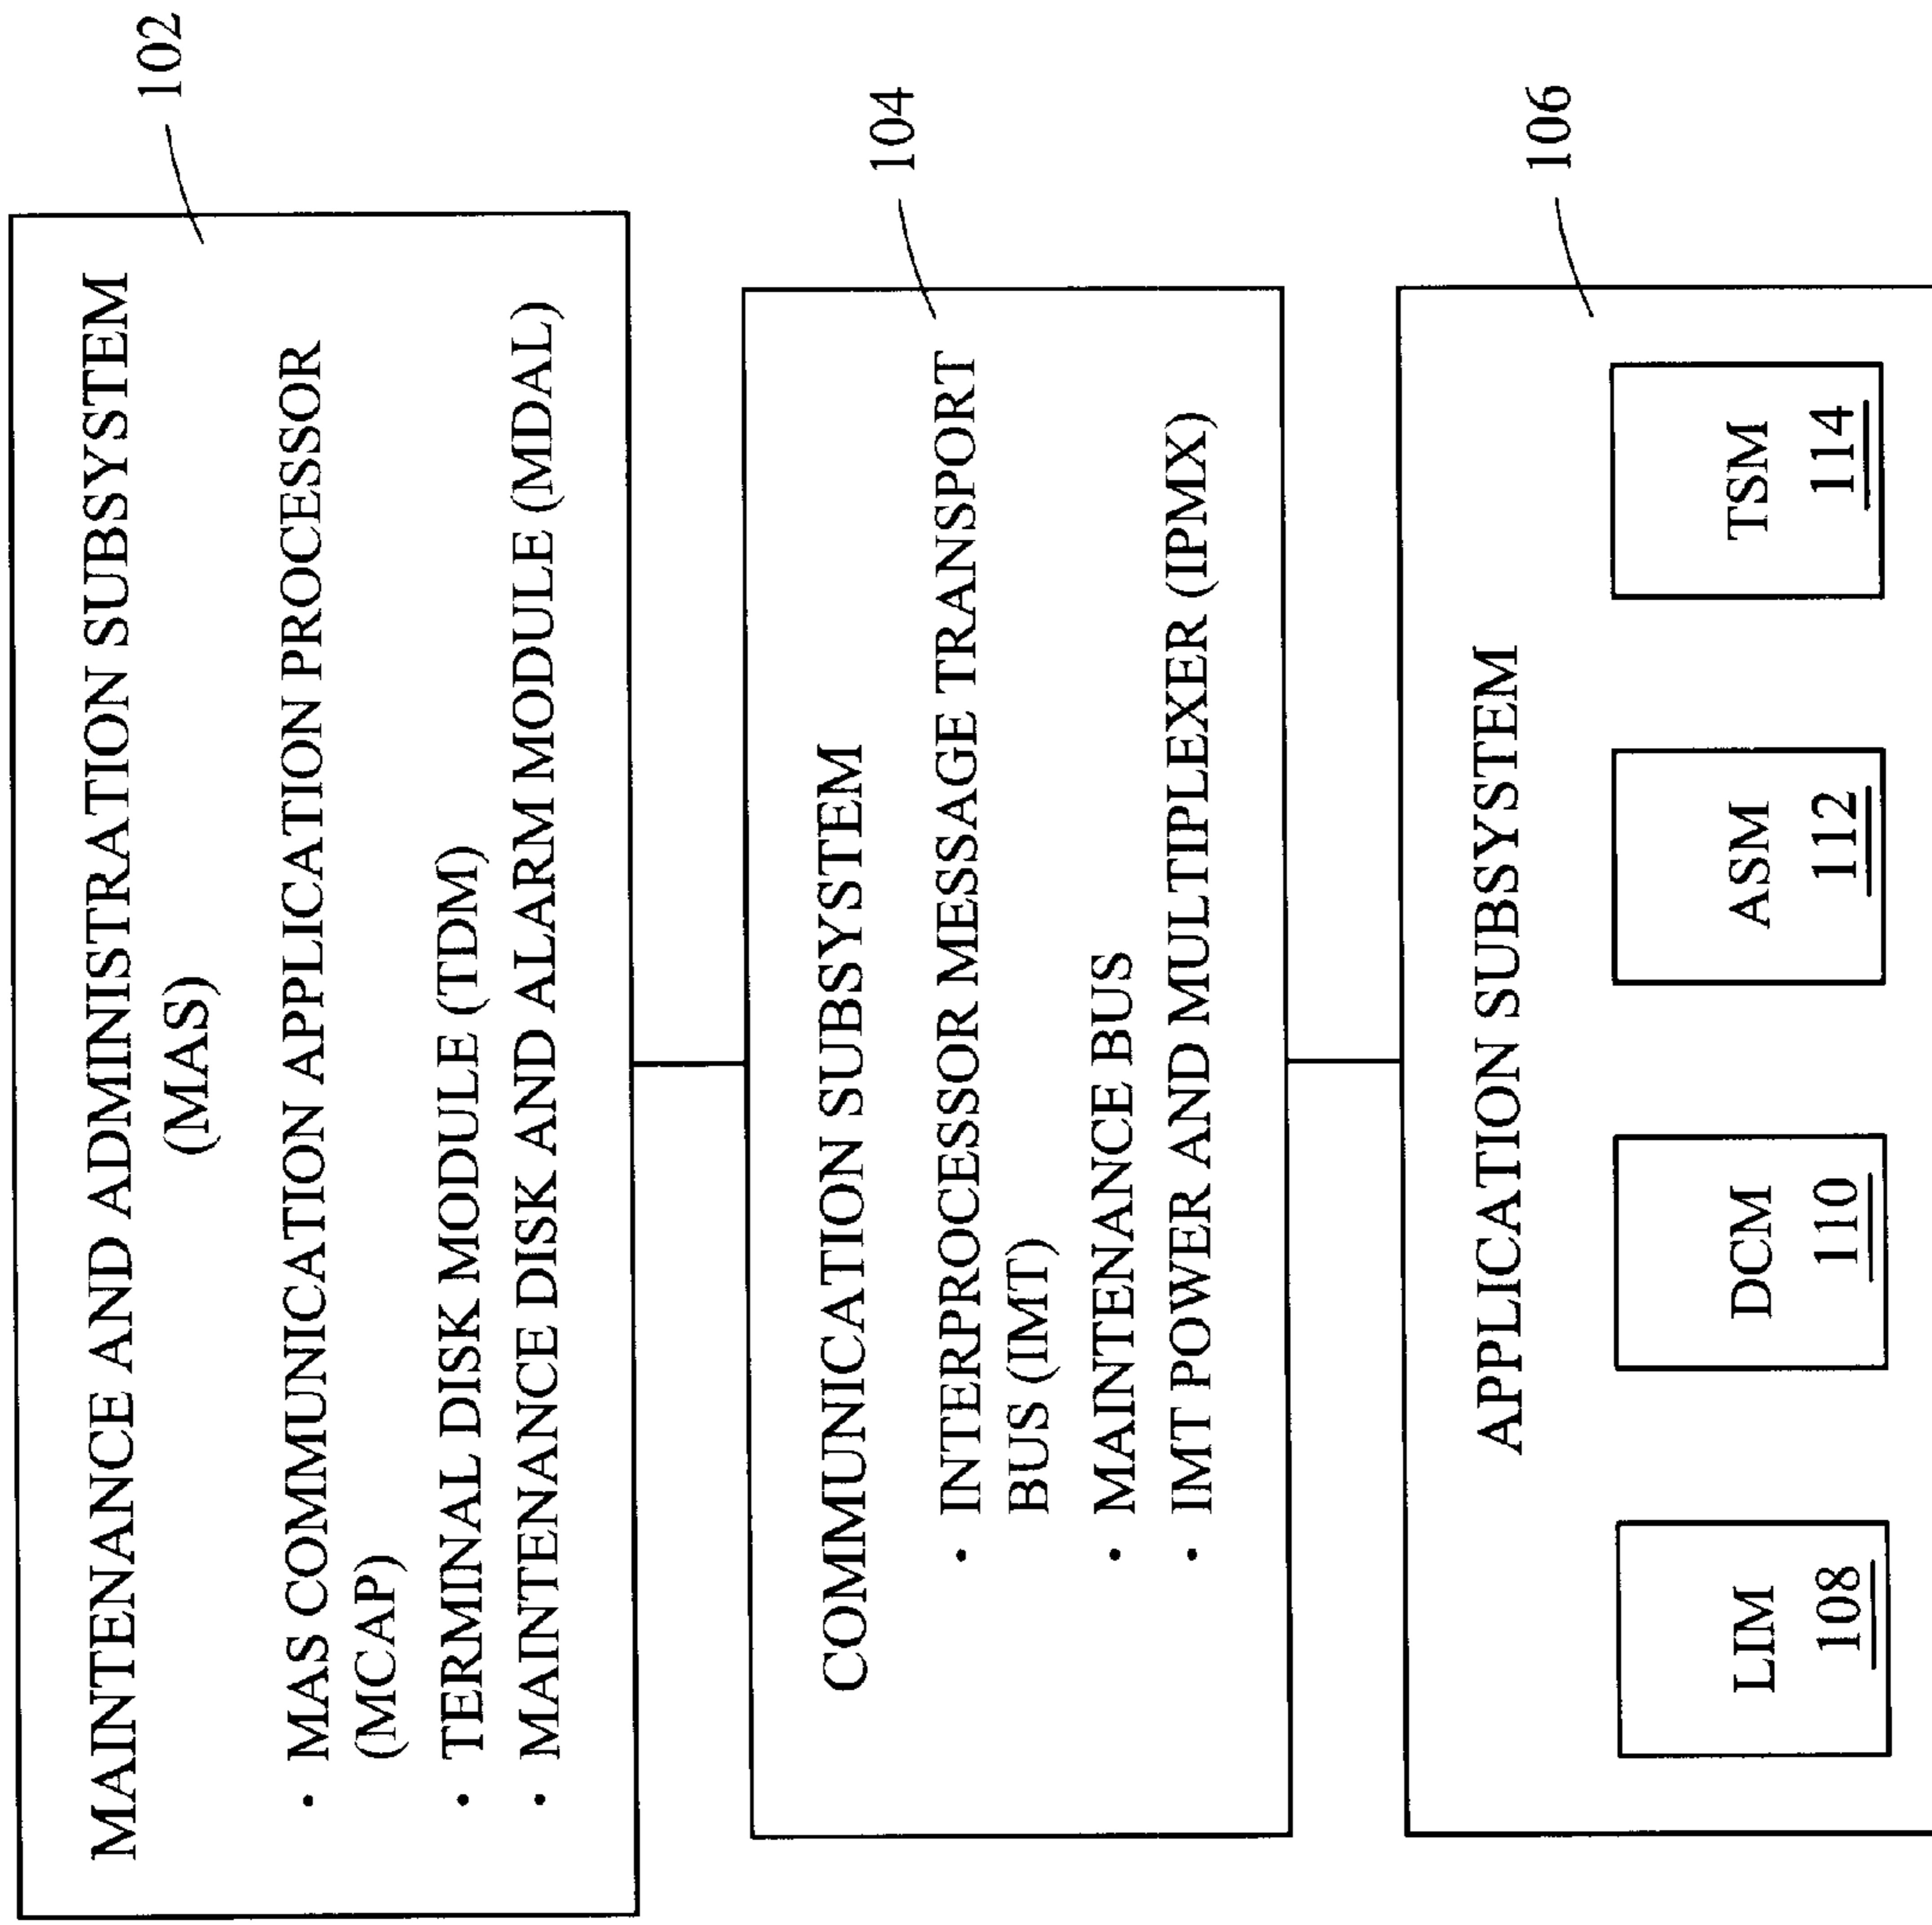 102
MAINTENANCE AND ADMINISTRATION SUBSYSTEM
(MAS)
• MAS COMMUNICATION APPLICATION PROCESSOR
(MCAP)
• TERMINAL DISK MODULE (TDM)
• MAINTENANCE DISK AND ALARM MODULE (MDAL)
104
COMMUNICATION SUBSYSTEM
• INTERPROCESSOR MESSAGE TRANSPORT
BUS (IMT)
• MAINTENANCE BUS
• IMT POWER AND MULTIPLEXER (IPMX)
106
APPLICATION SUBSYSTEM
LIM
108
DCM
110
ASM
112
TSM
114